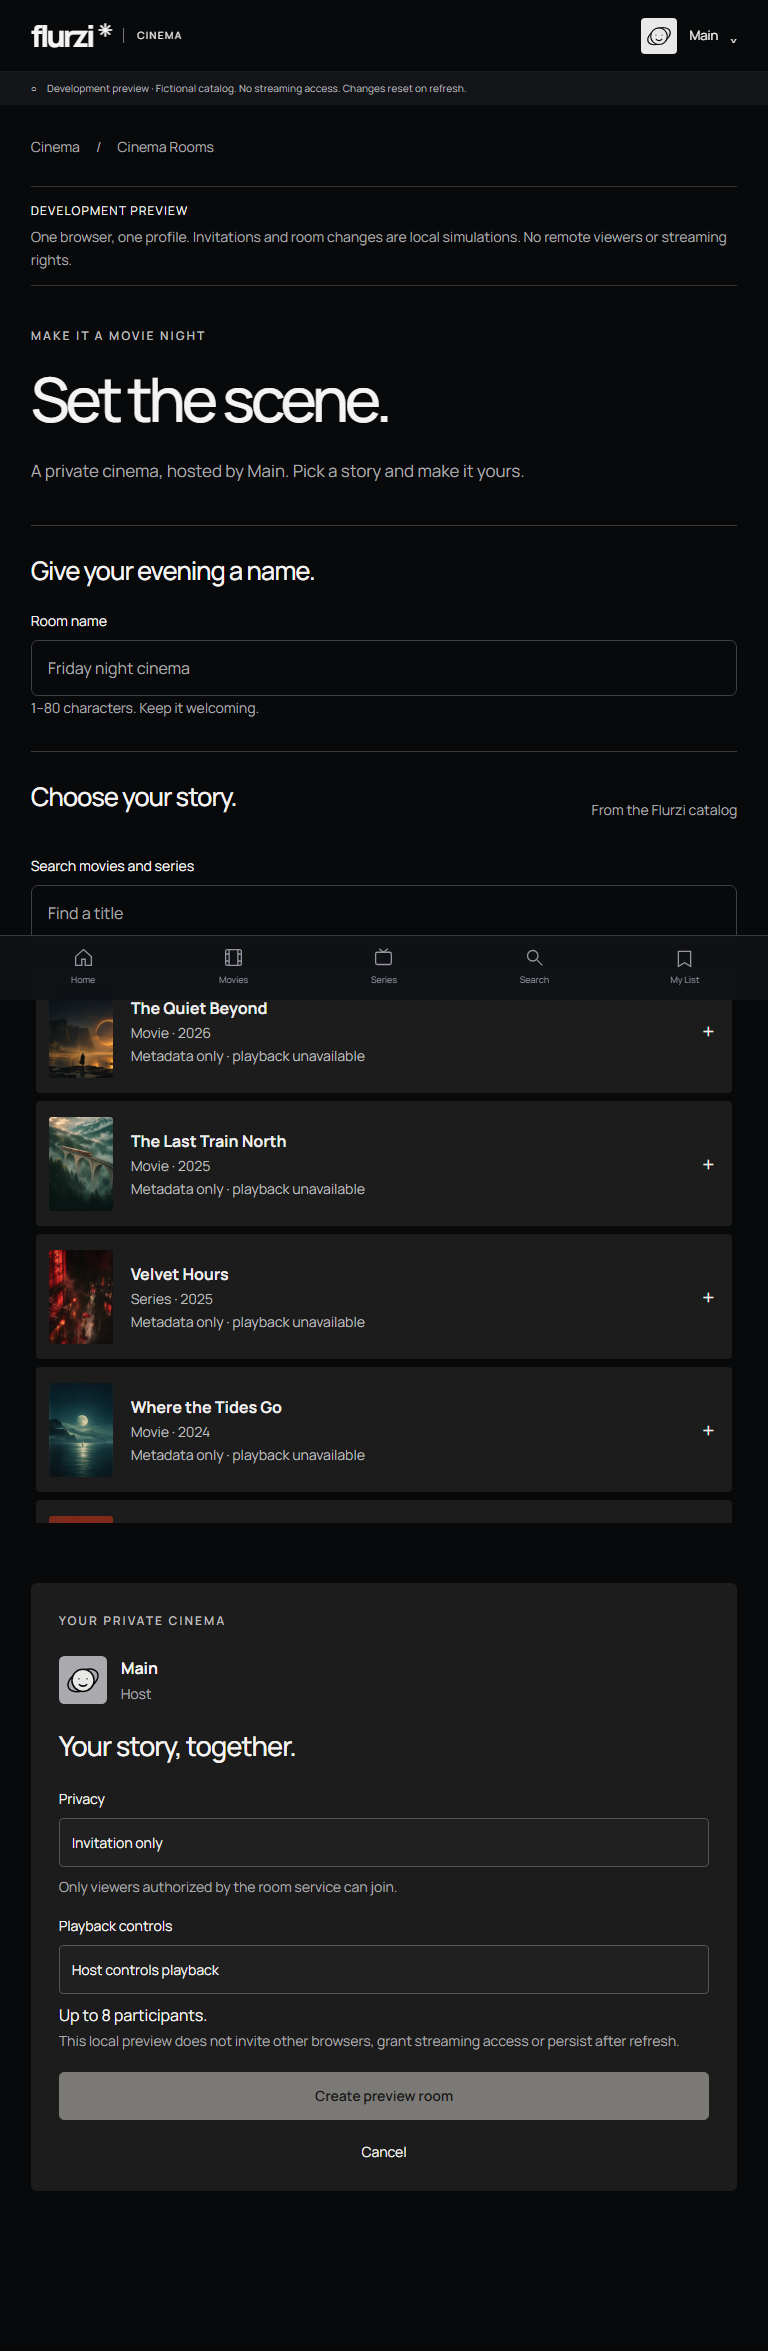 flurzi* CINEMA
Main
Development preview · Fictional catalog. No streaming access. Changes reset on refresh.
Cinema / Cinema Rooms
DEVELOPMENT PREVIEW
One browser, one profile. Invitations and room changes are local simulations. No remote viewers or streaming
rights.
MAKE IT A MOVIE NIGHT
Set the scene.
A private cinema, hosted by Main. Pick a story and make it yours.
Give your evening a name.
Room name
Friday night cinema
1–80 characters. Keep it welcoming.
Choose your story.
From the Flurzi catalog
Search movies and series
Find a title
Home
Movies
Series
Search
My List
The Quiet Beyond
Movie · 2026
Metadata only · playback unavailable
+
The Last Train North
Movie · 2025
Metadata only · playback unavailable
+
Velvet Hours
Series · 2025
Metadata only · playback unavailable
+
Where the Tides Go
Movie · 2024
Metadata only · playback unavailable
+
YOUR PRIVATE CINEMA
Main
Host
Your story, together.
Privacy
Invitation only
Only viewers authorized by the room service can join.
Playback controls
Host controls playback
Up to 8 participants.
This local preview does not invite other browsers, grant streaming access or persist after refresh.
Create preview room
Cancel